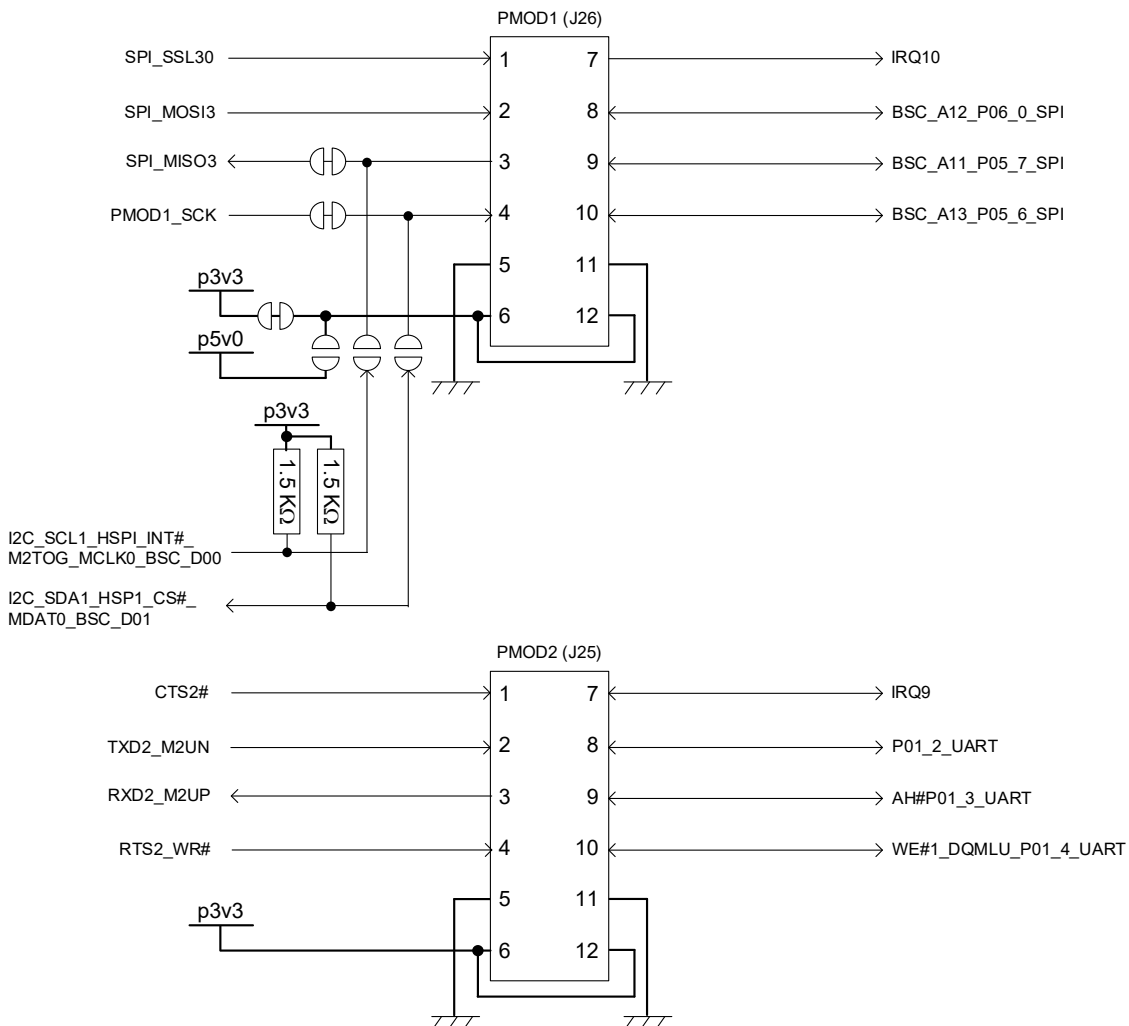 PMOD1 (J26)
SPI_SSL30
1
7
IRQ10
SPI_MOSI3
2
8
BSC_A12_P06_0_SPI
SPI_MISO3
3
9
BSC_A11_P05_7_SPI
PMOD1_SCK
4
10
BSC_A13_P05_6_SPI
5
11
p3v3
6
12
p5v0
p3v3
1.5 KΩ
1.5 KΩ
I2C_SCL1_HSPI_INT#_
M2TOG_MCLK0_BSC_D00
I2C_SDA1_HSP1_CS#_
MDAT0_BSC_D01
PMOD2 (J25)
CTS2#
1
7
IRQ9
TXD2_M2UN
2
8
P01_2_UART
RXD2_M2UP
3
9
AH#P01_3_UART
RTS2_WR#
4
10
WE#1_DQMLU_P01_4_UART
5
11
p3v3
6
12